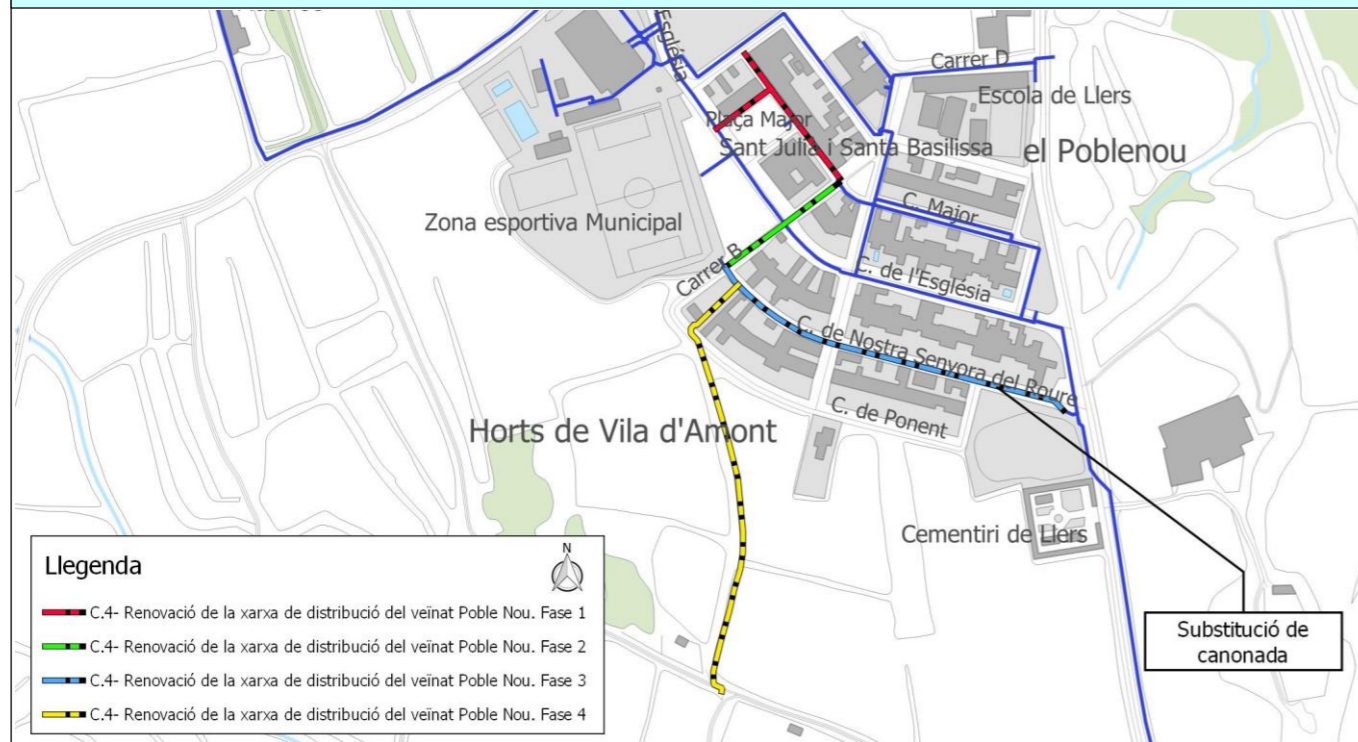 Església
Carrer D
Escola de Llers
Plaça Major
Sant Julià i Santa Basilissa
el Poblenou
C. Major
Zona esportiva Municipal
Carrer B
C. de l'Església
C. de Nostra Senyora del Roure
C. de Ponent
Horts de Vila d'Amont
Cementiri de Llers
Substitució de
canonada
Llegenda
N
C.4- Renovació de la xarxa de distribució del veïnat Poble Nou. Fase 1
C.4- Renovació de la xarxa de distribució del veïnat Poble Nou. Fase 2
C.4- Renovació de la xarxa de distribució del veïnat Poble Nou. Fase 3
C.4- Renovació de la xarxa de distribució del veïnat Poble Nou. Fase 4